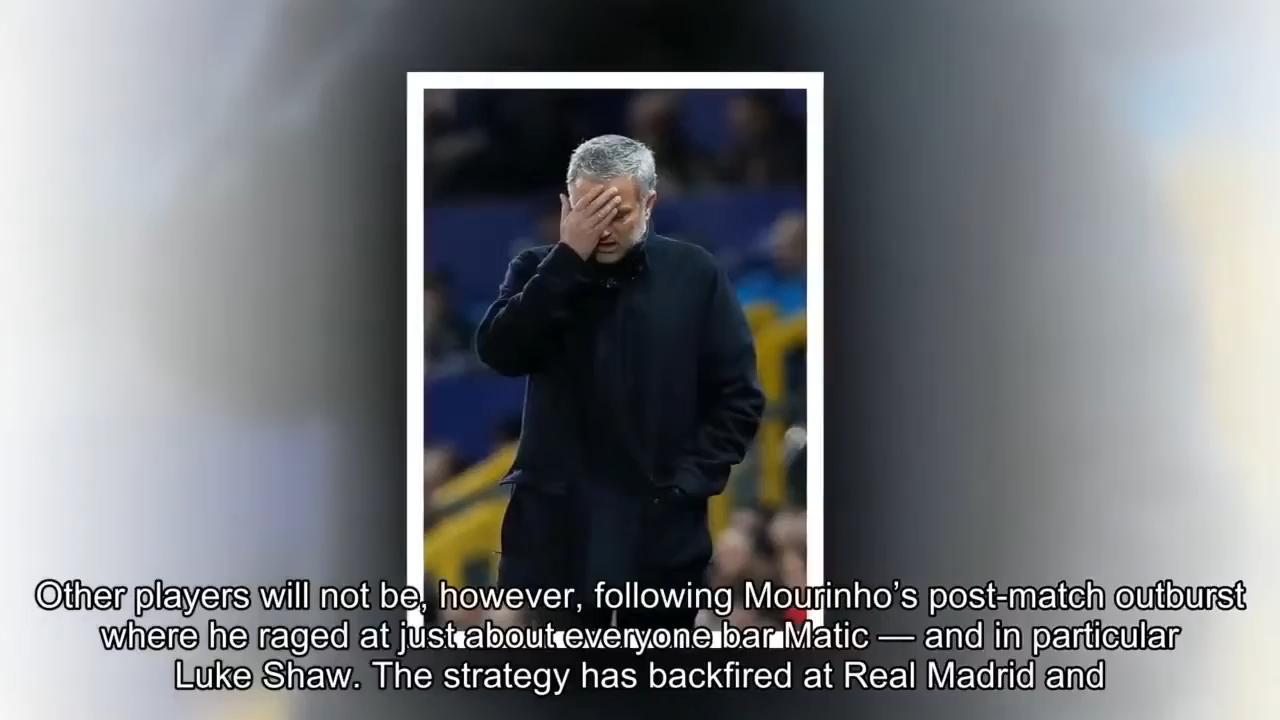 Other players will not be, however, following Mourinho’s post-match outburst
where he raged at just about everyone bar Matic — and in particular
Luke Shaw. The strategy has backfired at Real Madrid and